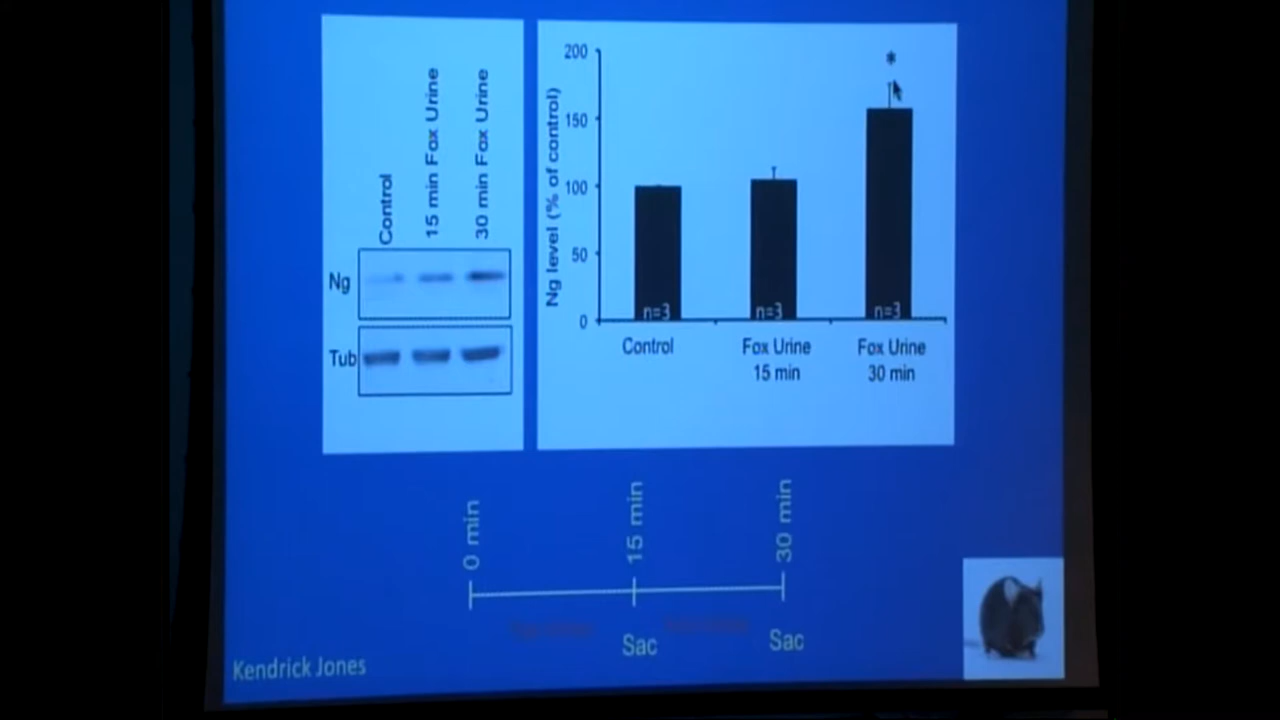 Control
15 min Fox Urine
30 min Fox Urine
Ng
Tub
Ng level (% of control)
200
150
100
50
0
*
n=3
n=3
n=3
Control
Fox Urine
15 min
Fox Urine
30 min
0 min
15 min
30 min
Sac
Sac
Kendrick Jones